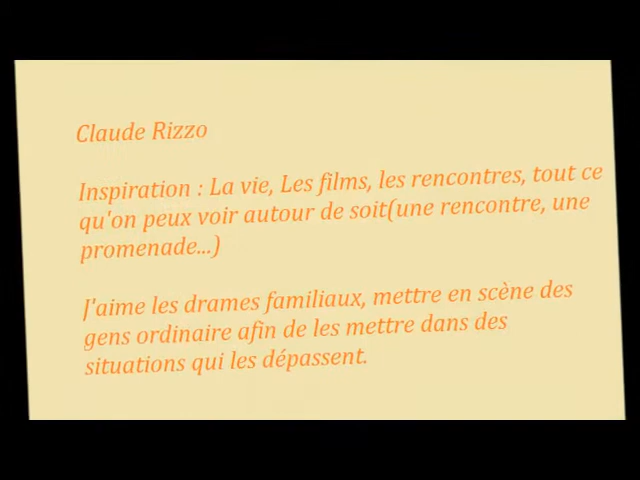 Claude Rizzo
Inspiration : La vie, Les films, les rencontres, tout ce
qu'on peux voir autour de soit(une rencontre, une
promenade...)
J'aime les drames familiaux, mettre en scène des
gens ordinaire afin de les mettre dans des
situations qui les dépassent.